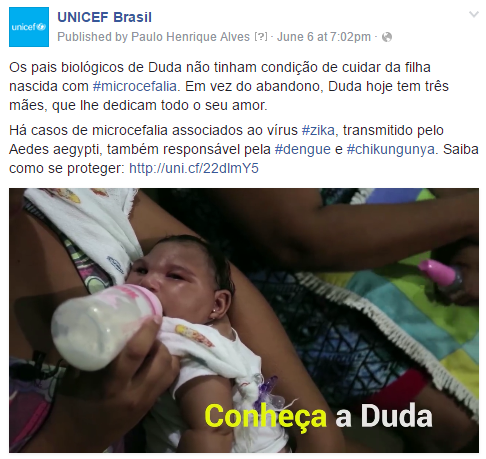 unicef
UNICEF Brasil
Published by Paulo Henrique Alves [?] · June 6 at 7:02pm ·
Os pais biológicos de Duda não tinham condição de cuidar da filha
nascida com #microcefalia. Em vez do abandono, Duda hoje tem três
mães, que lhe dedicam todo o seu amor.
Há casos de microcefalia associados ao vírus #zika, transmitido pelo
Aedes aegypti, também responsável pela #dengue e #chikungunya. Saiba
como se proteger: http://uni.cf/22dlmY5
Conheça a Duda